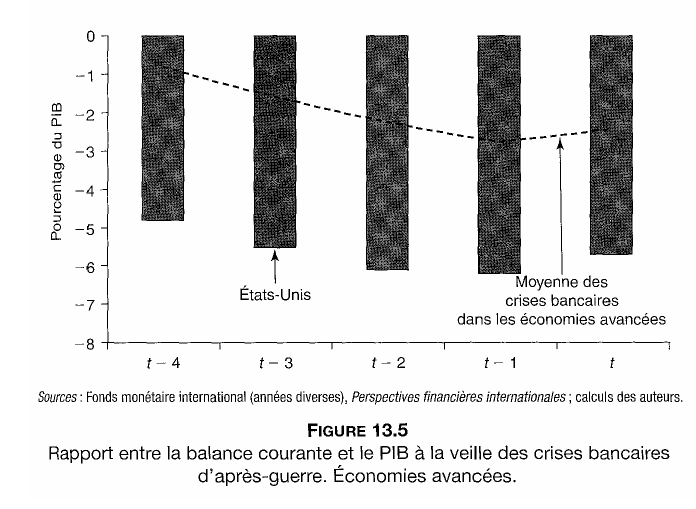 0
−1
−2
−3
−4
−5
−6
−7
−8
Pourcentage du PIB
États-Unis
Moyenne des
crises bancaires
dans les économies avancées
t − 4
t − 3
t − 2
t − 1
t
Sources : Fonds monétaire international (années diverses), Perspectives financières internationales ; calculs des auteurs.
FIGURE 13.5
Rapport entre la balance courante et le PIB à la veille des crises bancaires
d'après-guerre. Économies avancées.